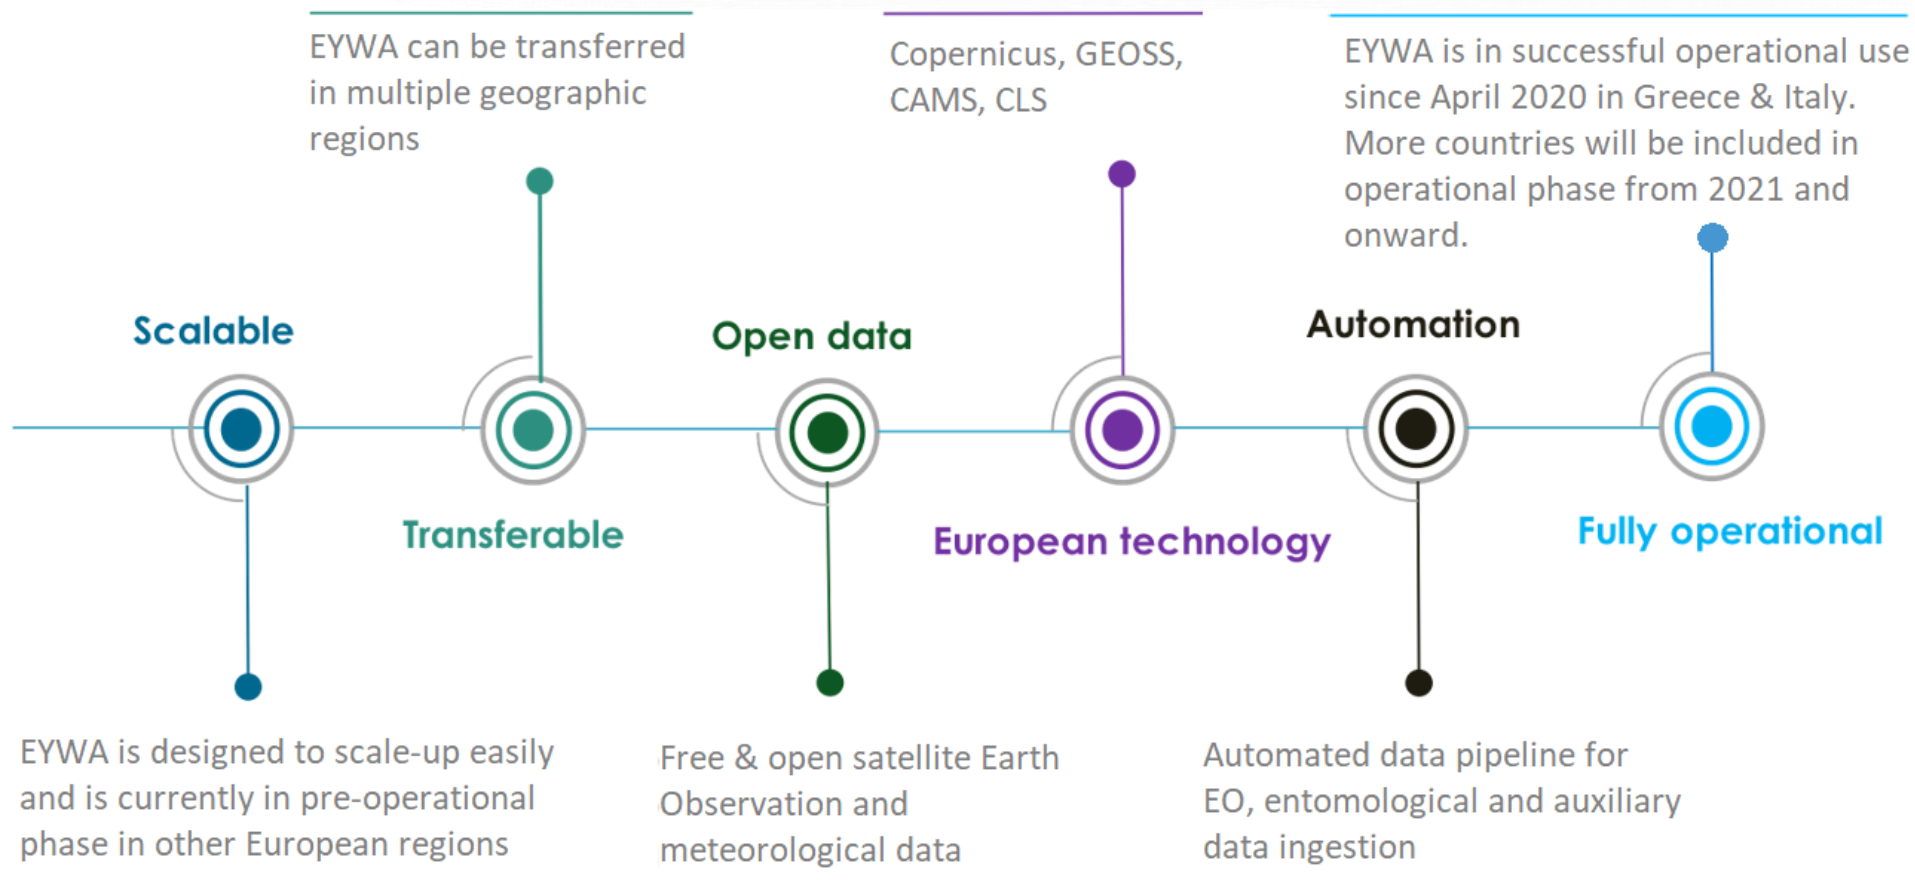 EYWA can be transferred
in multiple geographic
regions
Copernicus, GEOSS,
CAMS, CLS
EYWA is in successful operational use
since April 2020 in Greece & Italy.
More countries will be included in
operational phase from 2021 and
onward.
Scalable
Open data
Automation
Transferable
European technology
Fully operational
EYWA is designed to scale-up easily
and is currently in pre-operational
phase in other European regions
Free & open satellite Earth
Observation and
meteorological data
Automated data pipeline for
EO, entomological and auxiliary
data ingestion